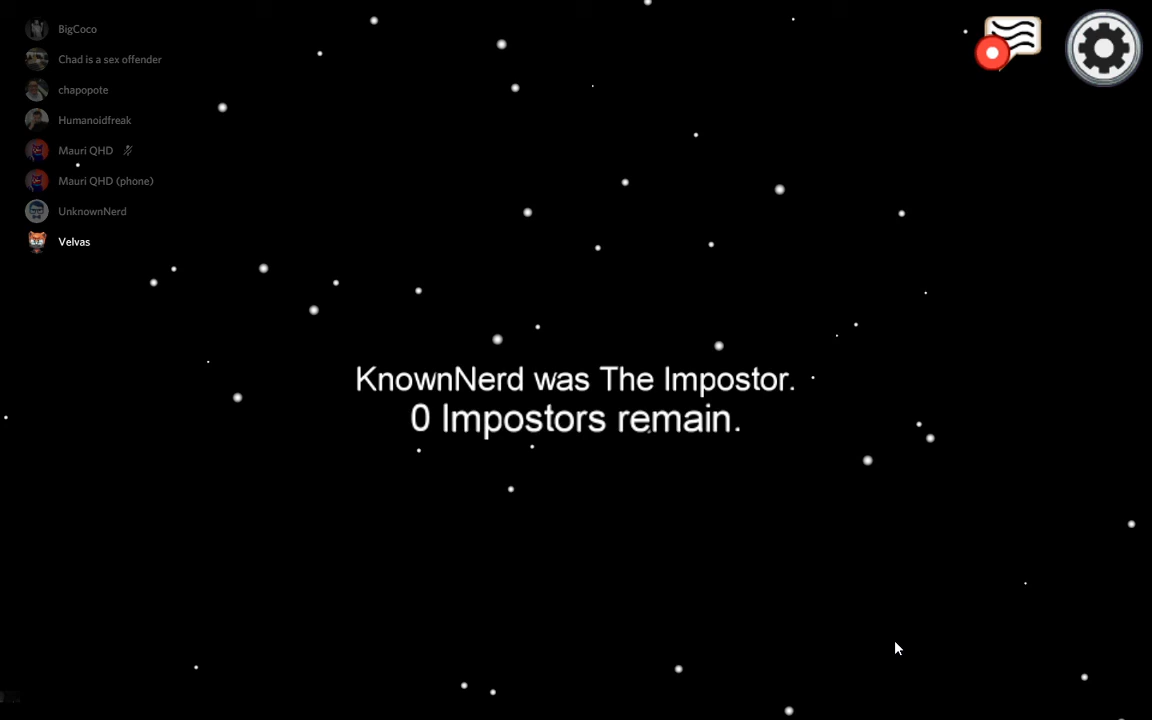 BigCoco
Chad is a sex offender
chapopote
Humanoidfreak
Mauri QHD
Mauri QHD (phone)
UnknownNerd
Velvas
KnownNerd was The Impostor.
0 Impostors remain.